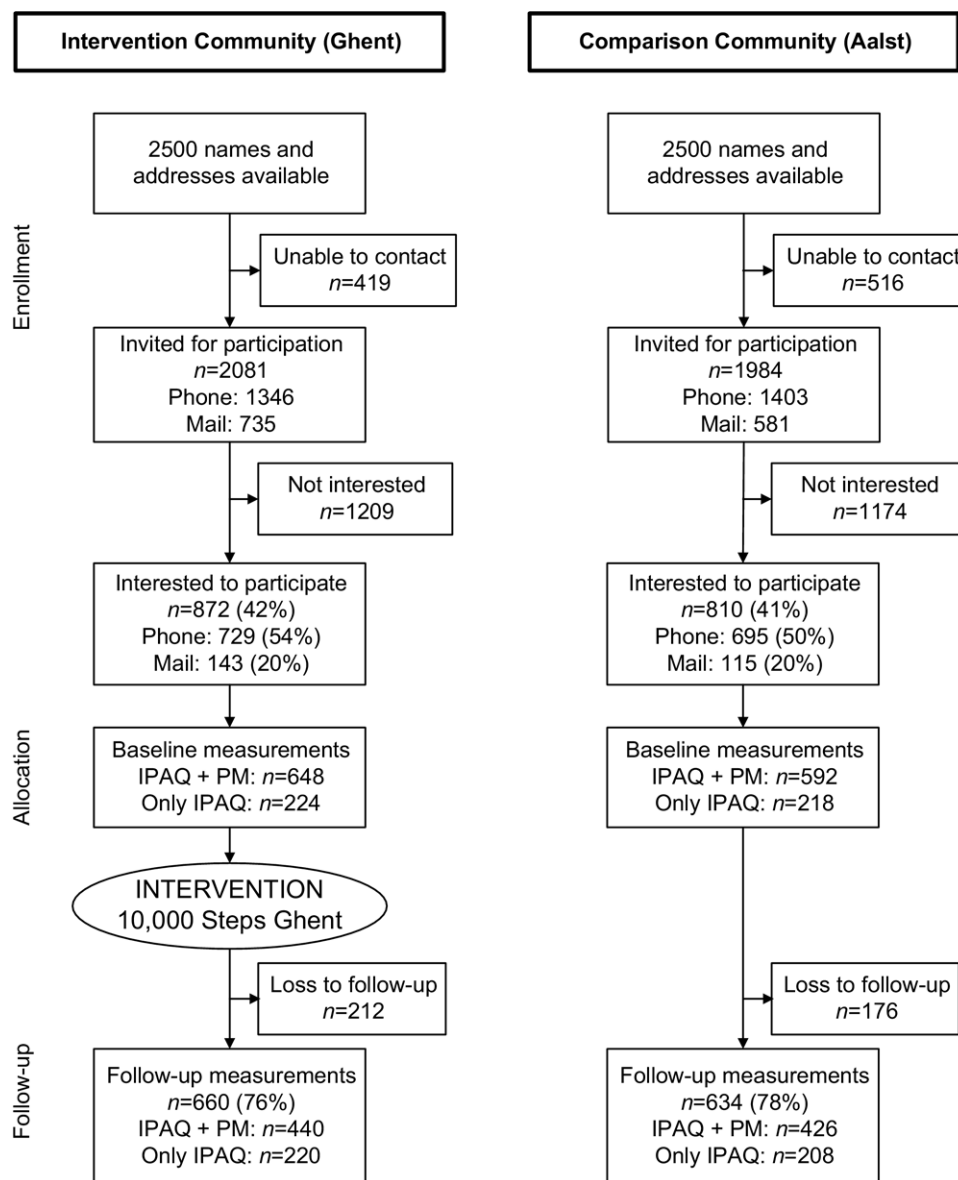 Intervention Community (Ghent)
Comparison Community (Aalst)
Enrollment
2500 names and
addresses available
Unable to contact
n=419
Invited for participation
n=2081
Phone: 1346
Mail: 735
Not interested
n=1209
Interested to participate
n=872 (42%)
Phone: 729 (54%)
Mail: 143 (20%)
Allocation
Baseline measurements
IPAQ + PM: n=648
Only IPAQ: n=224
INTERVENTION
10,000 Steps Ghent
Loss to follow-up
n=212
Follow-up
Follow-up measurements
n=660 (76%)
IPAQ + PM: n=440
Only IPAQ: n=220
2500 names and
addresses available
Unable to contact
n=516
Invited for participation
n=1984
Phone: 1403
Mail: 581
Not interested
n=1174
Interested to participate
n=810 (41%)
Phone: 695 (50%)
Mail: 115 (20%)
Baseline measurements
IPAQ + PM: n=592
Only IPAQ: n=218
Loss to follow-up
n=176
Follow-up measurements
n=634 (78%)
IPAQ + PM: n=426
Only IPAQ: n=208